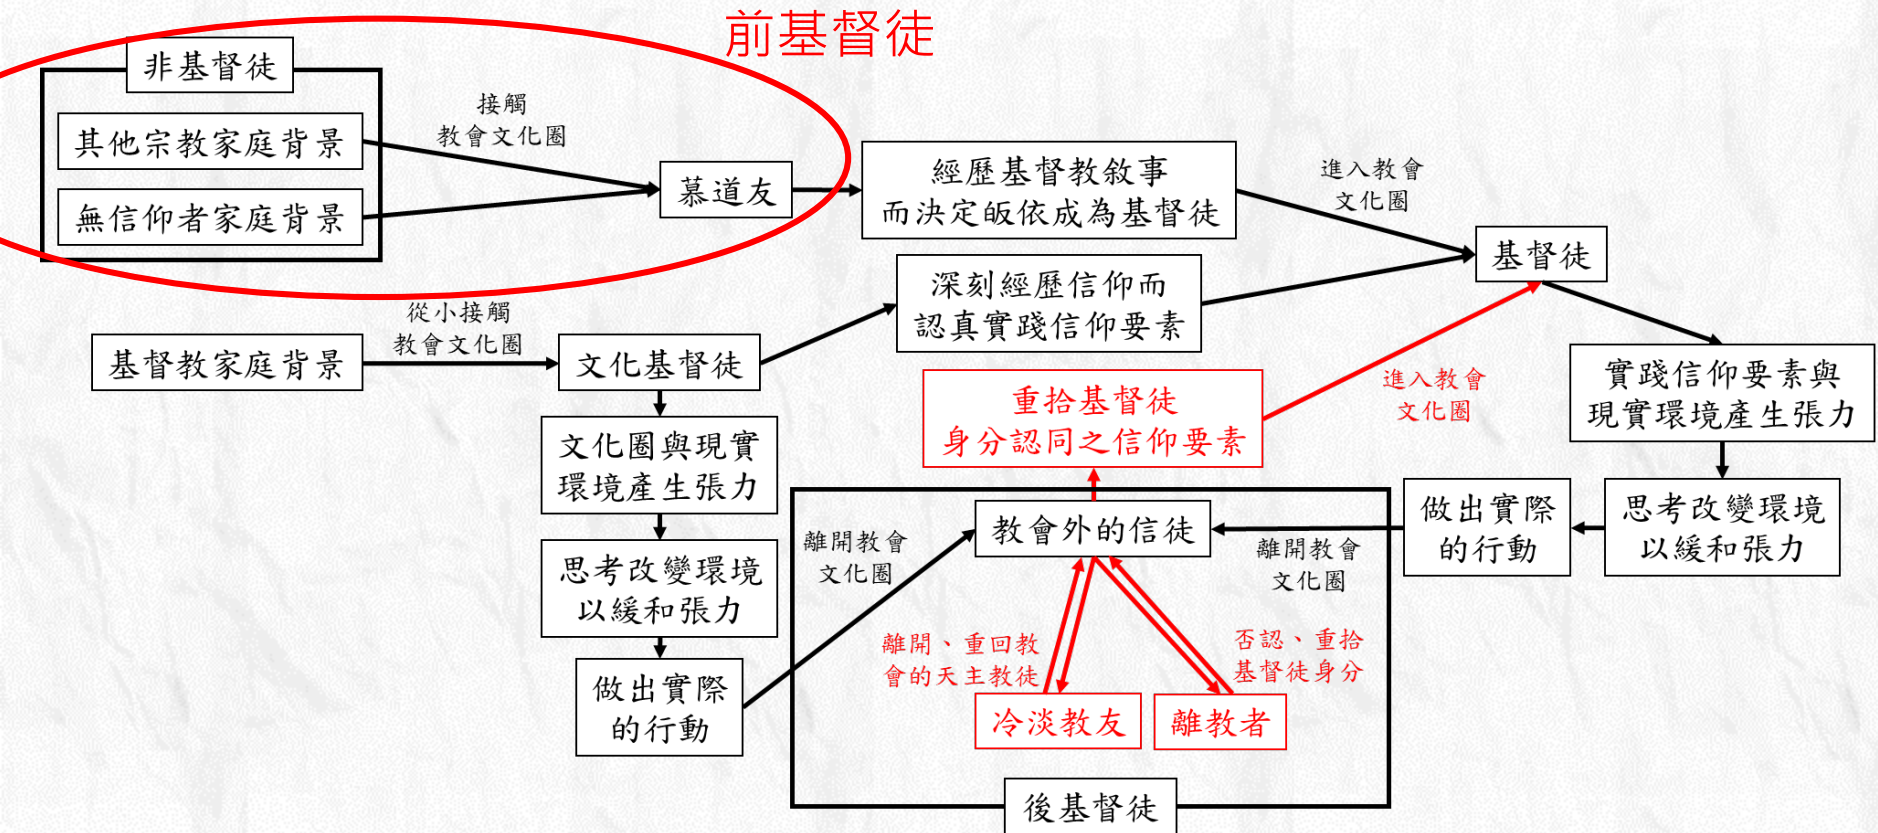 前基督徒
非基督徒
其他宗教家庭背景
無信仰者家庭背景
接觸
教會文化圈
慕道友
經歷基督教敘事
而決定皈依成為基督徒
進入教會
文化圈
基督徒
深刻經歷信仰而
認真實踐信仰要素
基督教家庭背景
從小接觸
教會文化圈
文化基督徒
文化圈與現實
環境產生張力
思考改變環境
以緩和張力
做出實際
的行動
離開教會
文化圈
重拾基督徒
身分認同之信仰要素
進入教會
文化圈
實踐信仰要素與
現實環境產生張力
思考改變環境
以緩和張力
做出實際
的行動
離開教會
文化圈
教會外的信徒
離開、重回教
會的天主教徒
否認、重拾
基督徒身分
冷淡教友
離教者
後基督徒